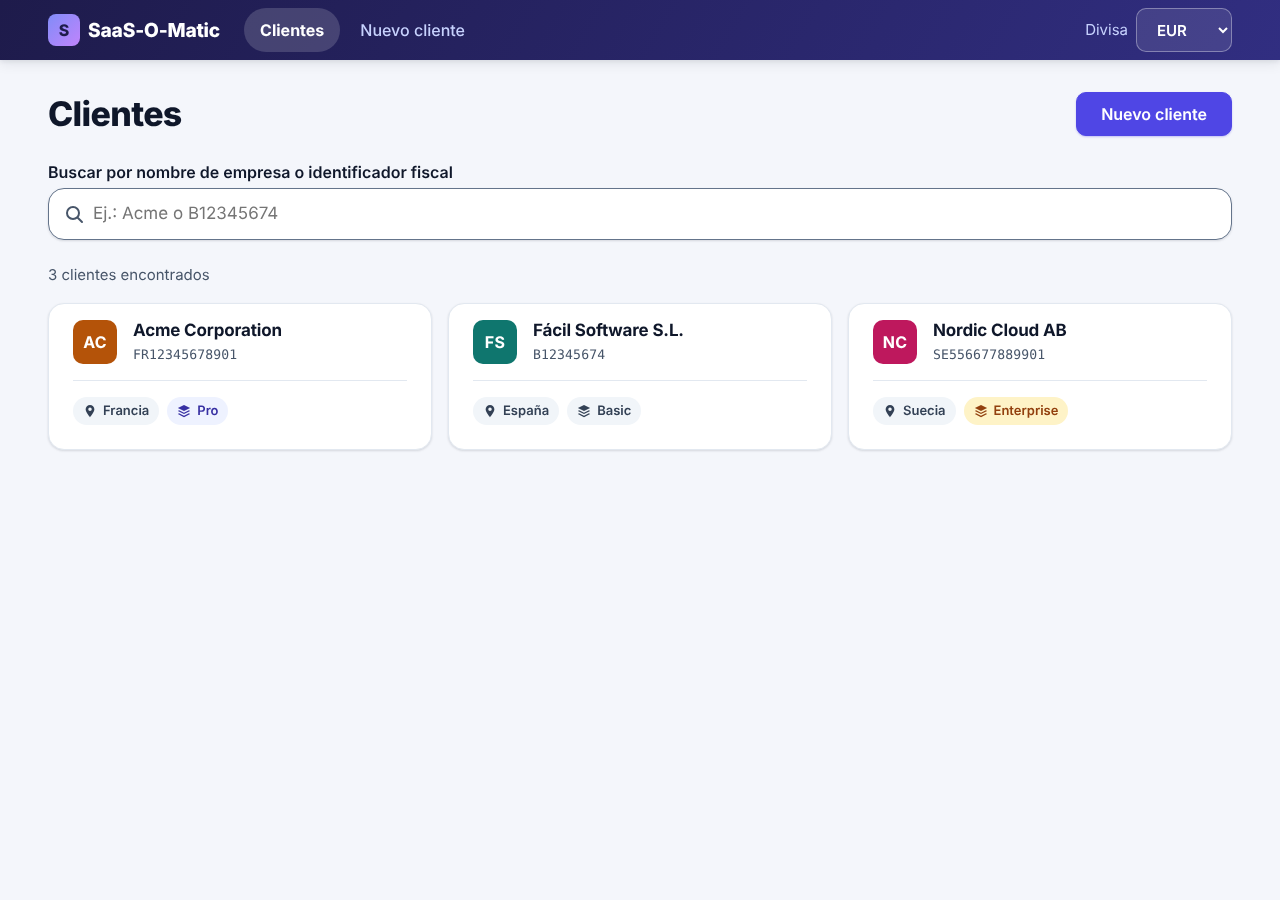 S SaaS-O-Matic Clientes Nuevo cliente Divisa EUR
Clientes Nuevo cliente
Buscar por nombre de empresa o identificador fiscal
Ej.: Acme o B12345674
3 clientes encontrados
AC Acme Corporation
FR12345678901
Francia Pro
FS Fácil Software S.L.
B12345674
España Basic
NC Nordic Cloud AB
SE556677889901
Suecia Enterprise